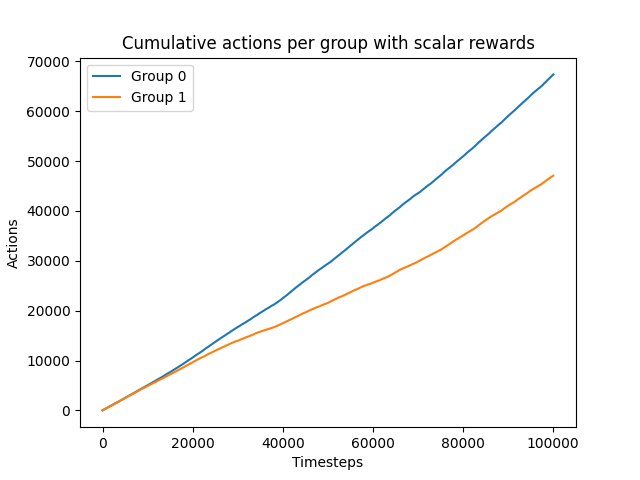 Cumulative actions per group with scalar rewards
70000
60000
50000
40000
30000
20000
10000
0
Actions
Group 0
Group 1
0 20000 40000 60000 80000 100000
Timesteps